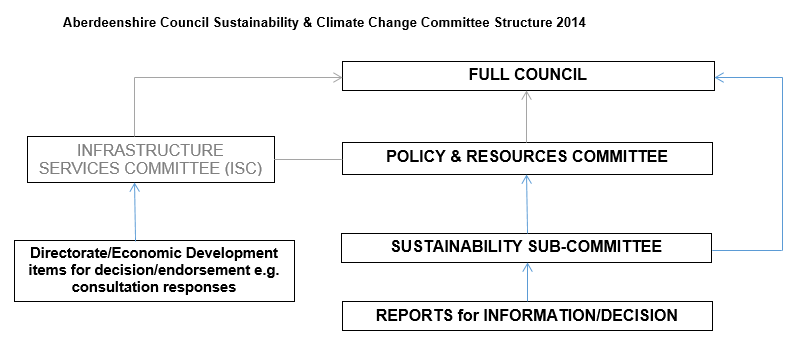 Aberdeenshire Council Sustainability & Climate Change Committee Structure 2014
FULL COUNCIL
INFRASTRUCTURE
SERVICES COMMITTEE (ISC)
POLICY & RESOURCES COMMITTEE
Directorate/Economic Development
items for decision/endorsement e.g.
consultation responses
SUSTAINABILITY SUB-COMMITTEE
REPORTS for INFORMATION/DECISION